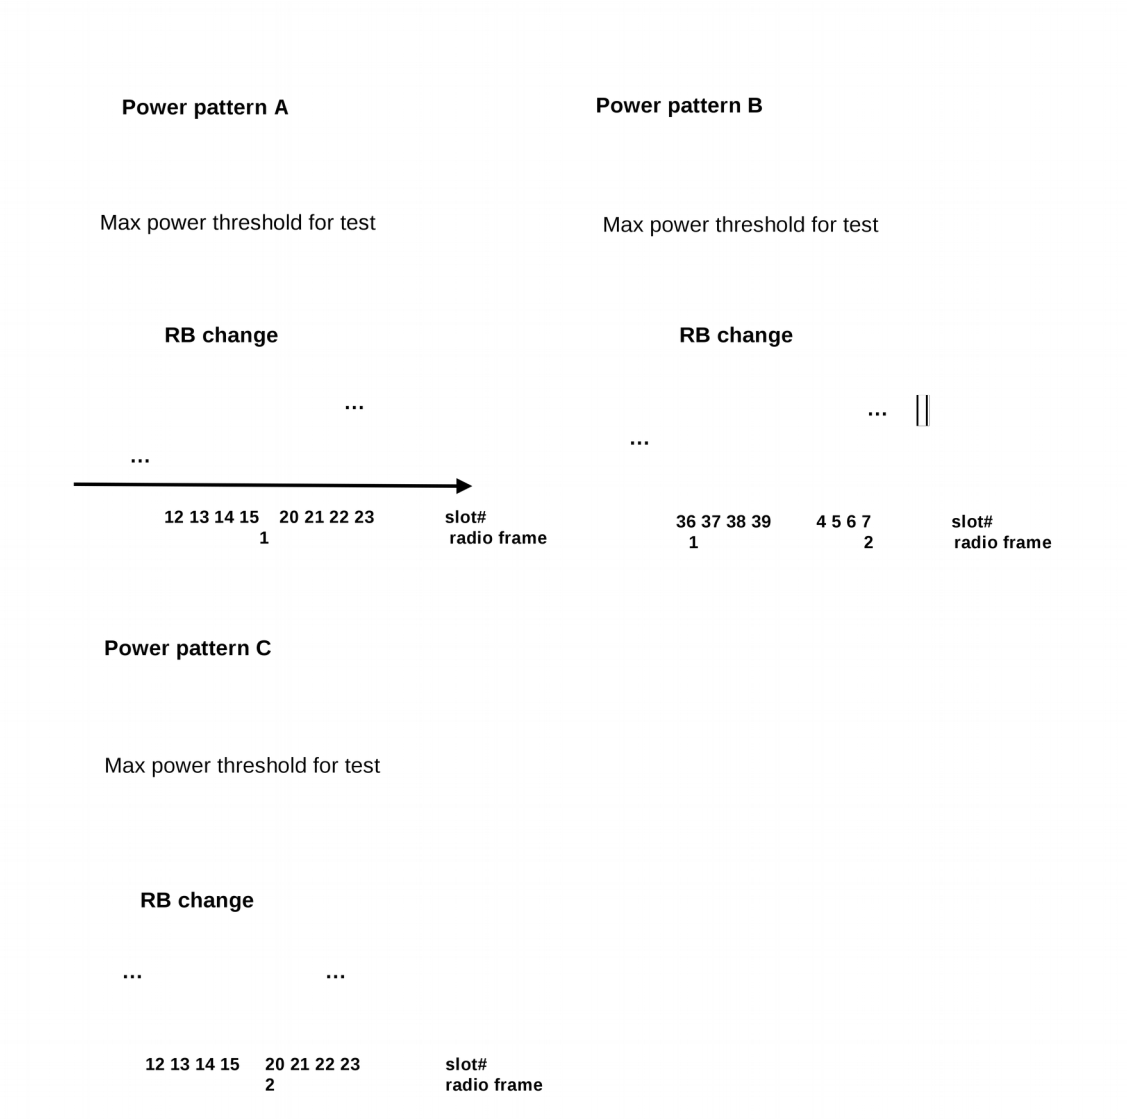 Power pattern A
Max power threshold for test
RB change
...
...
12 13 14 15 20 21 22 23 slot#
1 radio frame
Power pattern B
Max power threshold for test
RB change
...
...
36 37 38 39 4 5 6 7 slot#
1 2 radio frame
Power pattern C
Max power threshold for test
RB change
... ...
12 13 14 15 20 21 22 23 slot#
2 radio frame